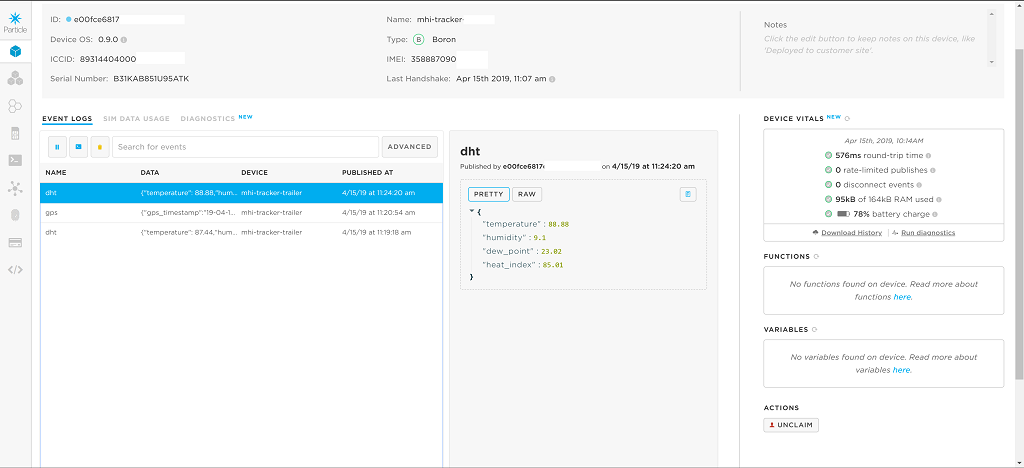 Particle
ID: e00fce6817
Name: mhi-tracker-
Device OS: 0.9.0
Type: B Boron
ICCID: 89314404000
IMEI: 358887090
Serial Number: B31KAB851U95ATK
Last Handshake: Apr 15th 2019, 11:07 am
Notes
Click the edit button to keep notes on this device, like
'Deployed to customer site'.
EVENT LOGS SIM DATA USAGE DIAGNOSTICS NEW
Search for events ADVANCED
NAME DATA DEVICE PUBLISHED AT
dht {"temperature": 88.88,"hum... mhi-tracker-trailer 4/15/19 at 11:24:20 am
gps {"gps_timestamp":"19-04-1... mhi-tracker-trailer 4/15/19 at 11:20:54 am
dht {"temperature": 87.44,"hum... mhi-tracker-trailer 4/15/19 at 11:19:18 am
dht
Published by e00fce6817 on 4/15/19 at 11:24:20 am
PRETTY RAW
{
"temperature" : 88.88
"humidity" : 9.1
"dew_point" : 23.02
"heat_index" : 85.01
}
DEVICE VITALS NEW
Apr 15th, 2019, 10:14AM
576ms round-trip time
0 rate-limited publishes
0 disconnect events
95kB of 164kB RAM used
78% battery charge
Download History | Run diagnostics
FUNCTIONS
No functions found on device. Read more about
functions here.
VARIABLES
No variables found on device. Read more about
variables here.
ACTIONS
UNCLAIM